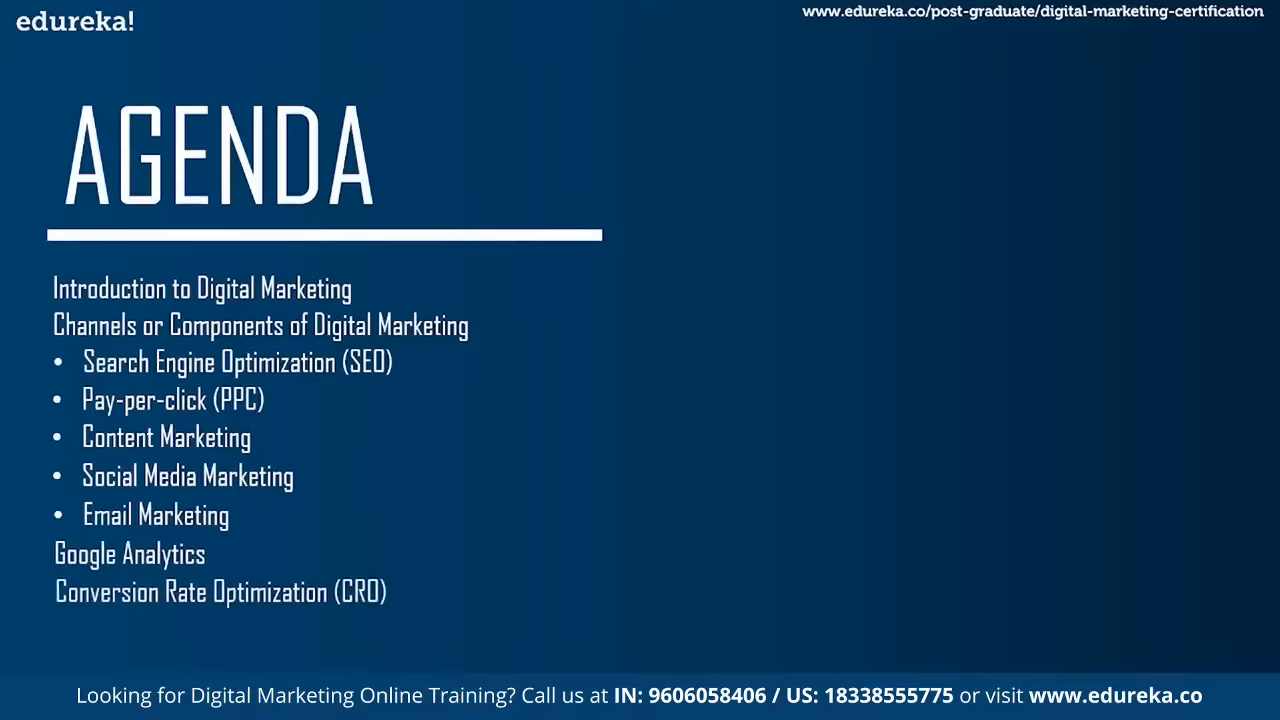 edureka!
www.edureka.co/post-graduate/digital-marketing-certification
AGENDA
Introduction to Digital Marketing
Channels or Components of Digital Marketing
• Search Engine Optimization (SEO)
• Pay-per-click (PPC)
• Content Marketing
• Social Media Marketing
• Email Marketing
Google Analytics
Conversion Rate Optimization (CRO)
Looking for Digital Marketing Online Training? Call us at IN: 9606058406 / US: 18338555775 or visit www.edureka.co